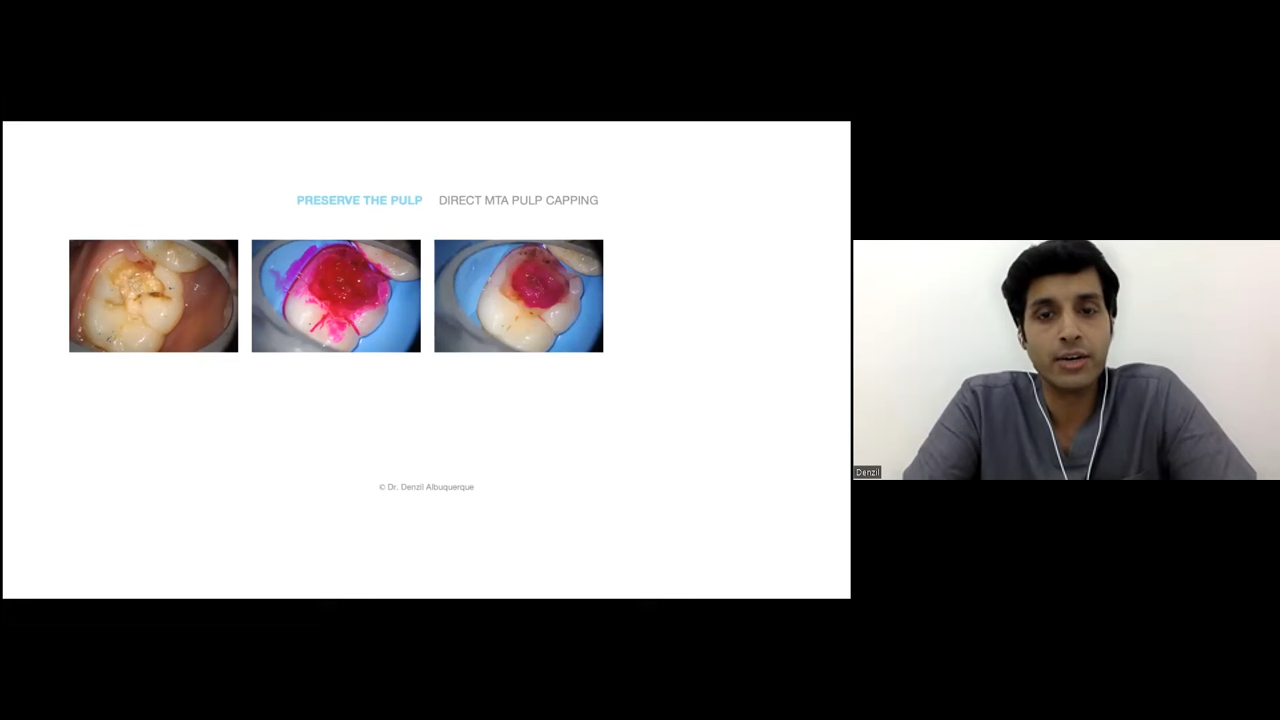 PRESERVE THE PULP DIRECT MTA PULP CAPPING
© Dr. Denzil Albuquerque
Denzil